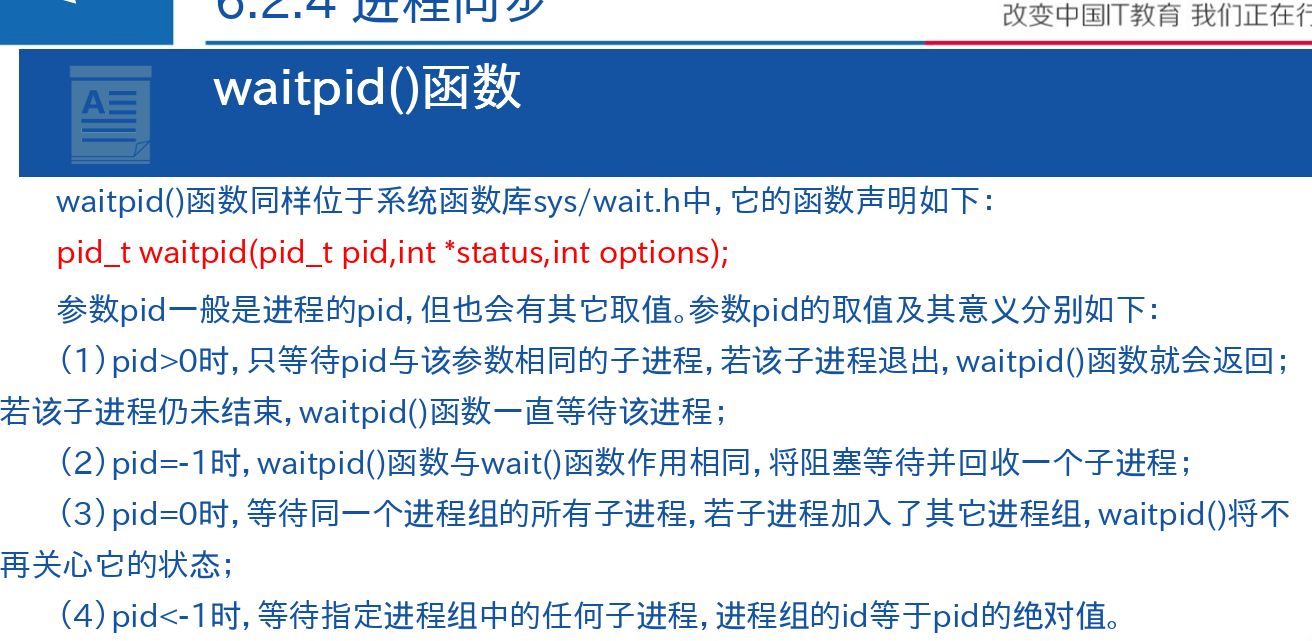 6.2.4 进程同步
改变中国IT教育 我们正在行
waitpid()函数
waitpid()函数同样位于系统函数库sys/wait.h中，它的函数声明如下：
pid_t waitpid(pid_t pid,int *status,int options);
参数pid一般是进程的pid，但也会有其它取值。参数pid的取值及其意义分别如下：
（1）pid>0时，只等待pid与该参数相同的子进程，若该子进程退出，waitpid()函数就会返回；
若该子进程仍未结束，waitpid()函数一直等待该进程；
（2）pid=-1时，waitpid()函数与wait()函数作用相同，将阻塞等待并回收一个子进程；
（3）pid=0时，等待同一个进程组的所有子进程，若子进程加入了其它进程组，waitpid()将不
再关心它的状态；
（4）pid<-1时，等待指定进程组中的任何子进程，进程组的id等于pid的绝对值。